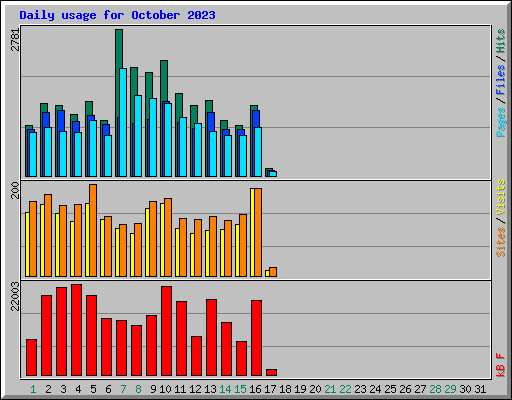 Daily usage for October 2023
2781
Pages/Files/Hits
200
Sites/Visits
22003
kB F
1 2 3 4 5 6 7 8 9 10 11 12 13 14 15 16 17 18 19 20 21 22 23 24 25 26 27 28 29 30 31